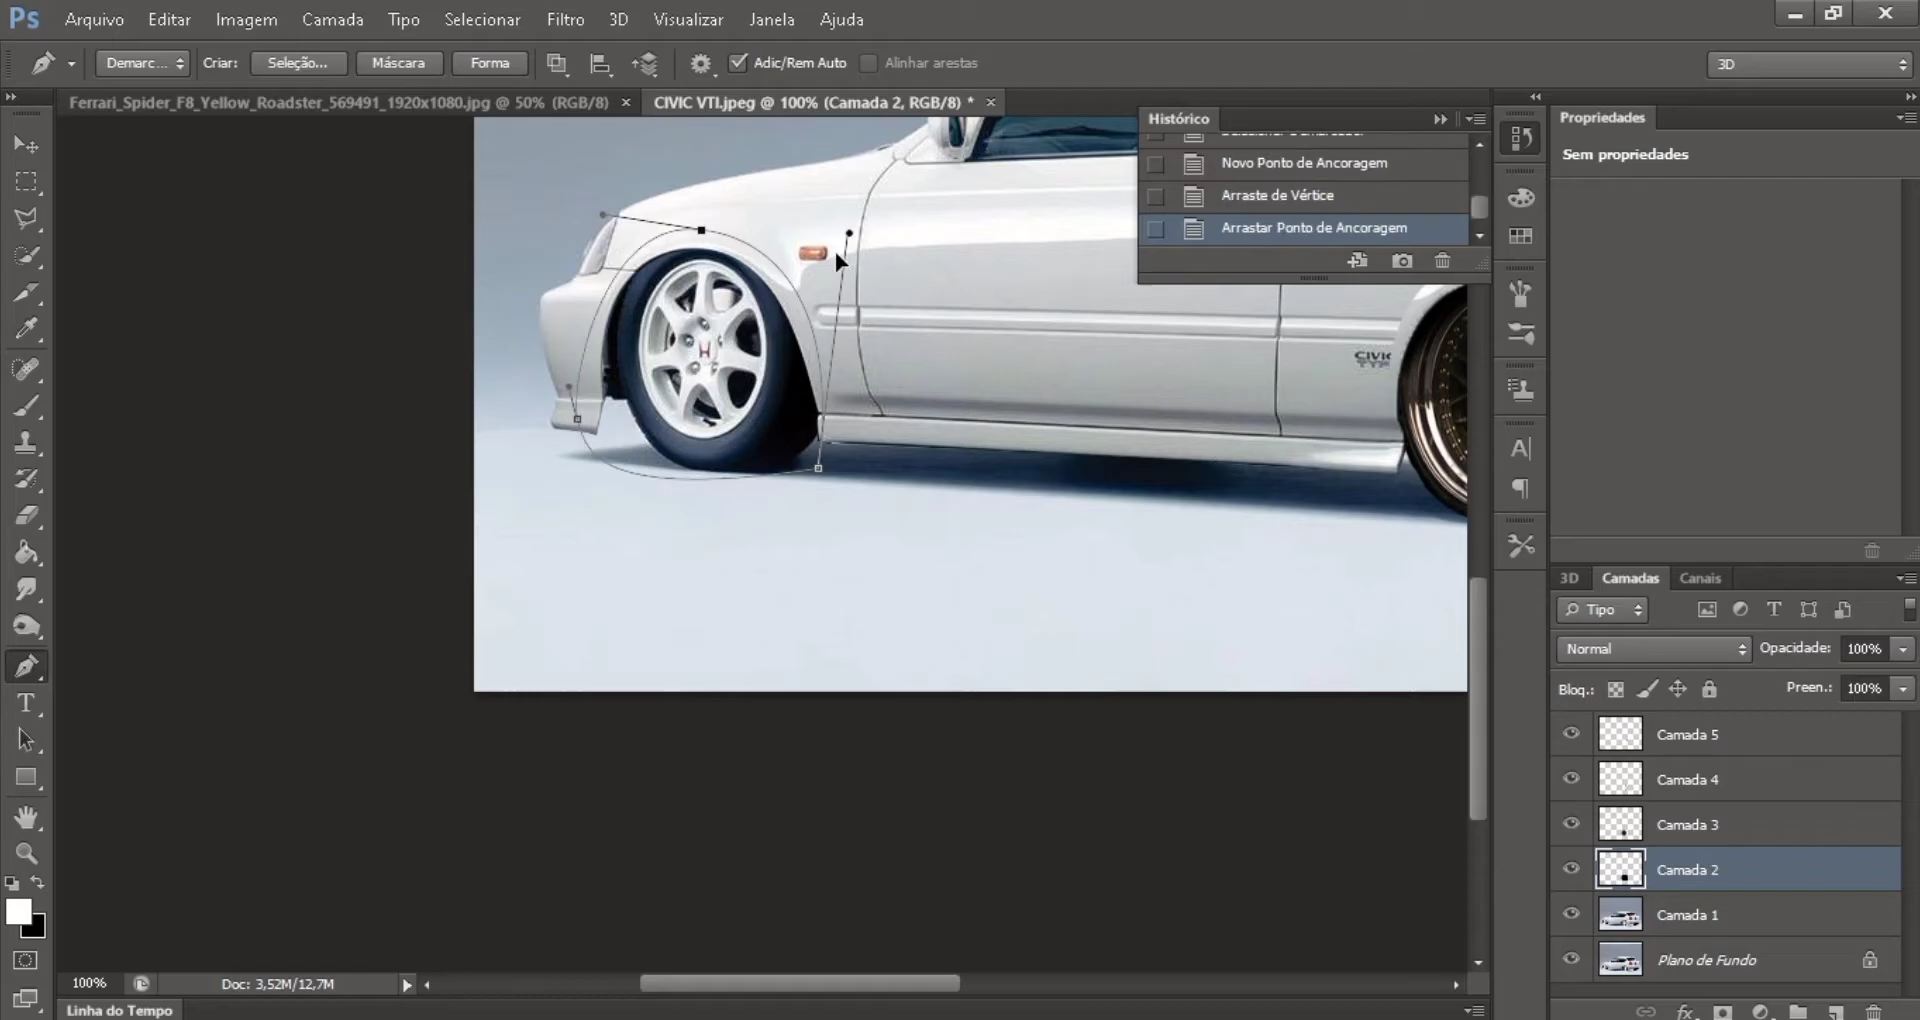 Ps Arquivo Editar Imagem Camada Tipo Selecionar Filtro 3D Visualizar Janela Ajuda
Demarc... Criar: Seleção... Máscara Forma Adic/Rem Auto Alinhar arestas 3D
Ferrari_Spider_F8_Yellow_Roadster_569491_1920x1080.jpg @ 50% (RGB/8) × CIVIC VTI.jpeg @ 100% (Camada 2, RGB/8) * ×
Histórico
Novo Ponto de Ancoragem
Arraste de Vértice
Arrastar Ponto de Ancoragem
CIVIC
Propriedades
Sem propriedades
3D Camadas Canais
Tipo
Normal Opacidade: 100%
Bloq.: Preen.: 100%
Camada 5
Camada 4
Camada 3
Camada 2
Camada 1
Plano de Fundo
100% Doc: 3,52M/12,7M
Linha do Tempo